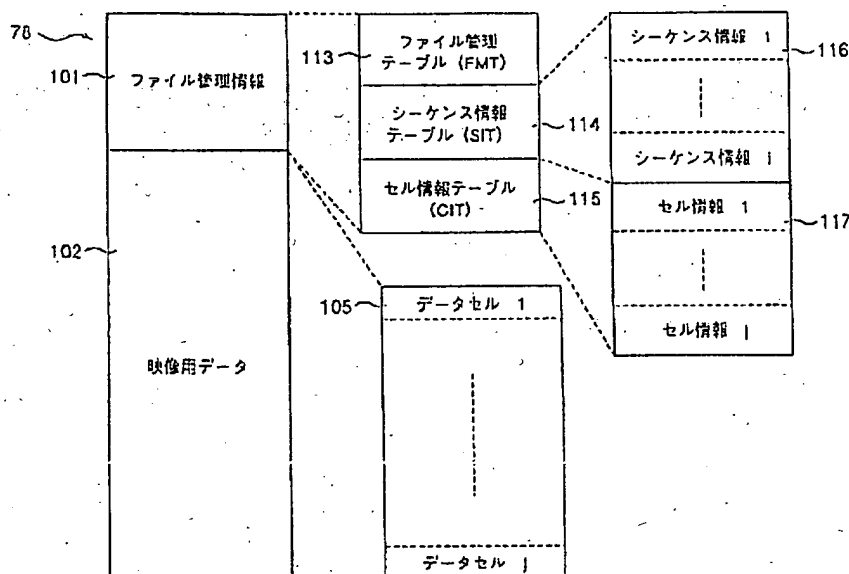 78
101
ファイル管理情報
102
映像用データ
113
ファイル管理
テーブル (FMT)
シーケンス情報
テーブル (SIT)
114
セル情報テーブル
(CIT)
115
シーケンス情報 1
116
シーケンス情報 i
セル情報 1
117
セル情報 j
105
データセル 1
データセル j